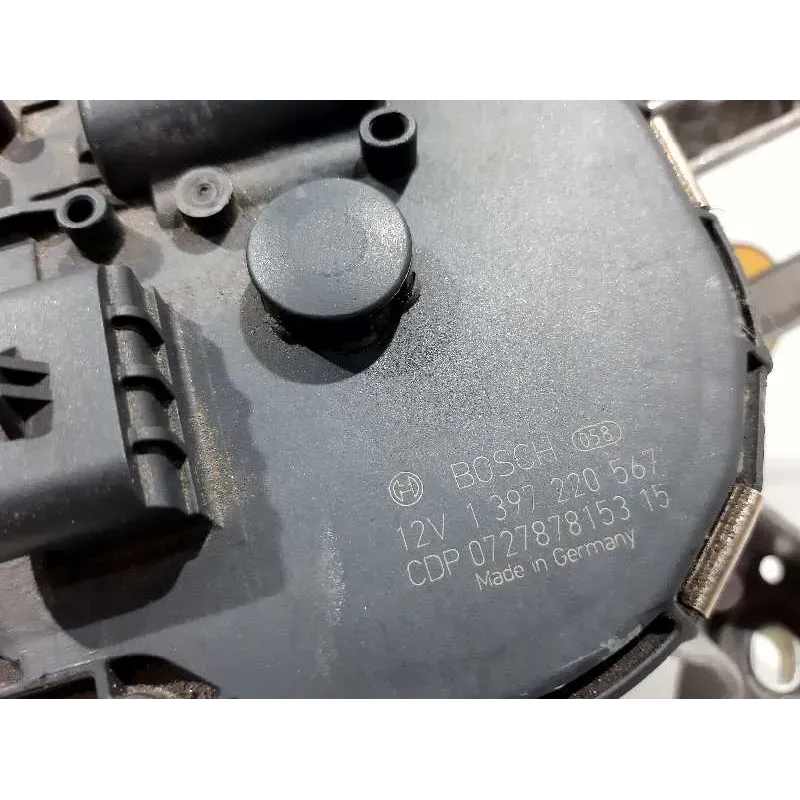 BOSCH 058
12V 1 397 220 567
CDP 0727878153 15
Made in Germany